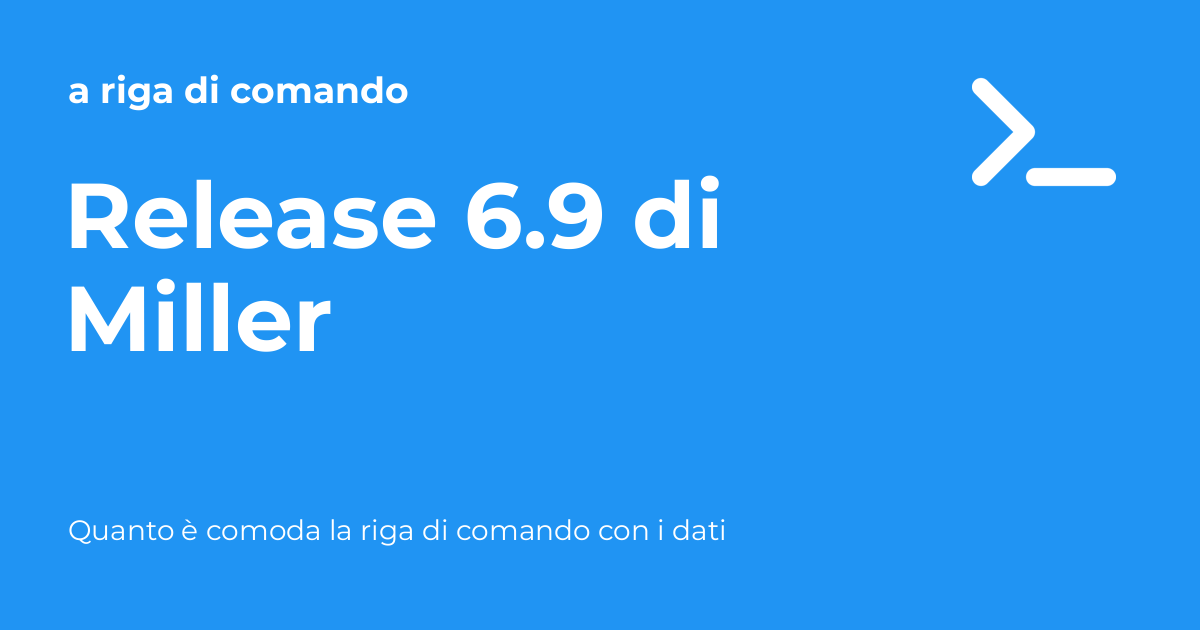 a riga di comando
Release 6.9 di
Miller
Quanto è comoda la riga di comando con i dati